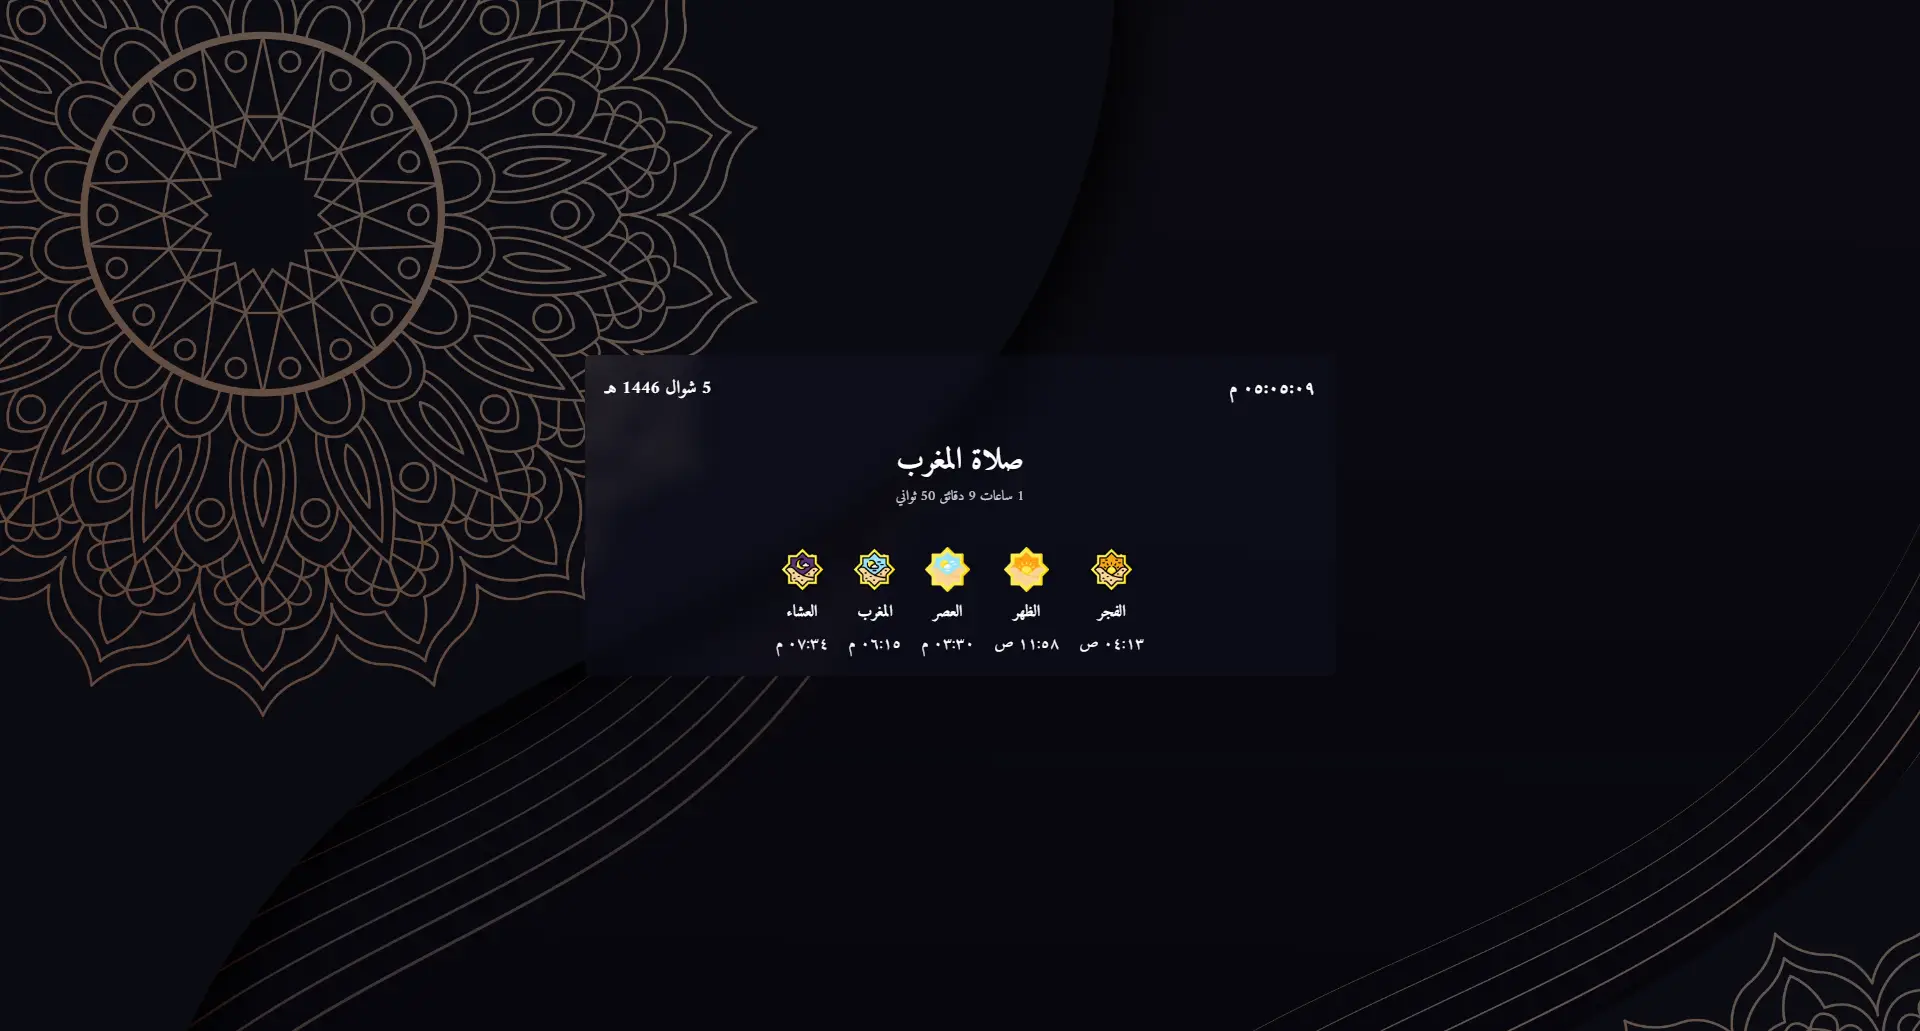 ٠٥:٠٥:٠٩ م
5 شوال 1446 هـ
صلاة المغرب
1 ساعات 9 دقائق 50 ثواني
الفجر الظهر العصر المغرب العشاء
٠٤:١٣ ص ١١:٥٨ ص ٠٣:٣٠ م ٠٦:١٥ م ٠٧:٣٤ م